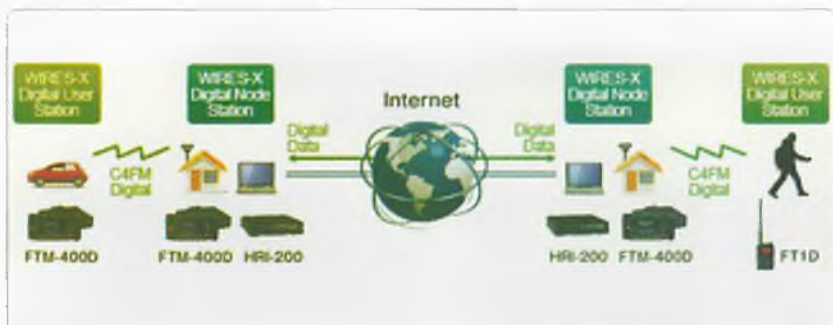 WIRES-X
Digital User
Station
WIRES-X
Digital Node
Station
Internet
WIRES-X
Digital Node
Station
WIRES-X
Digital User
Station
C4FM
Digital
Digital
Data
Digital
Data
C4FM
Digital
FTM-400D
FTM-400D
HRI-200
HRI-200
FTM-400D
FT1D